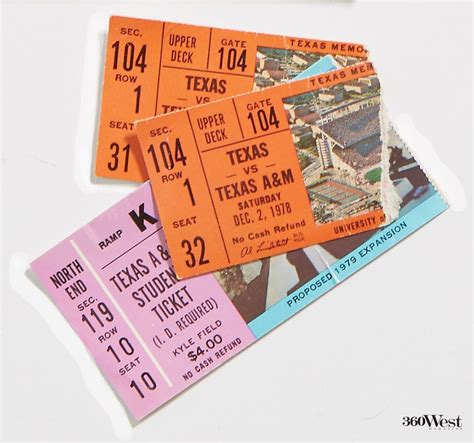 SEC.
104
ROW
1
SEAT
31
UPPER
DECK
GATE
104
TEXAS
VS
TEXAS MEMO
SEC.
104
ROW
1
SEAT
32
UPPER
DECK
GATE
104
TEXAS
VS
TEXAS A&M
SATURDAY
DEC. 2, 1978
No Cash Refund
TEXAS MEM
UNIVERSITY OF
NORTH
END
SEC.
119
ROW
10
SEAT
10
RAMP
K
TEXAS A&
STUDEN
TICKET
(I. D. REQUIRED)
KYLE FIELD
$4.00
NO CASH REFUND
PROPOSED 1979 EXPANSION
360West
MAGAZINE